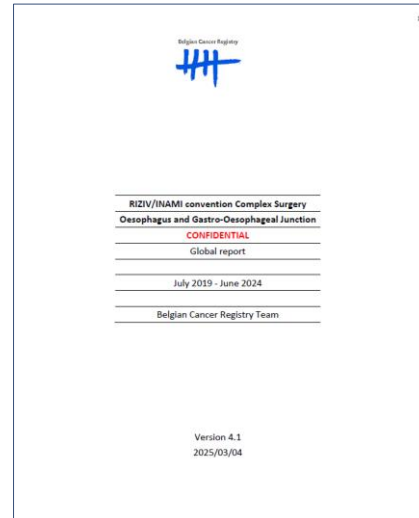 Belgian Cancer Registry
RIZIV/INAMI convention Complex Surgery
Oesophagus and Gastro-Oesophageal Junction
CONFIDENTIAL
Global report
July 2019 - June 2024
Belgian Cancer Registry Team
Version 4.1
2025/03/04